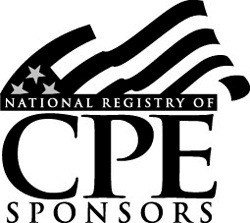 NATIONAL REGISTRY OF
CPE
SPONSORS